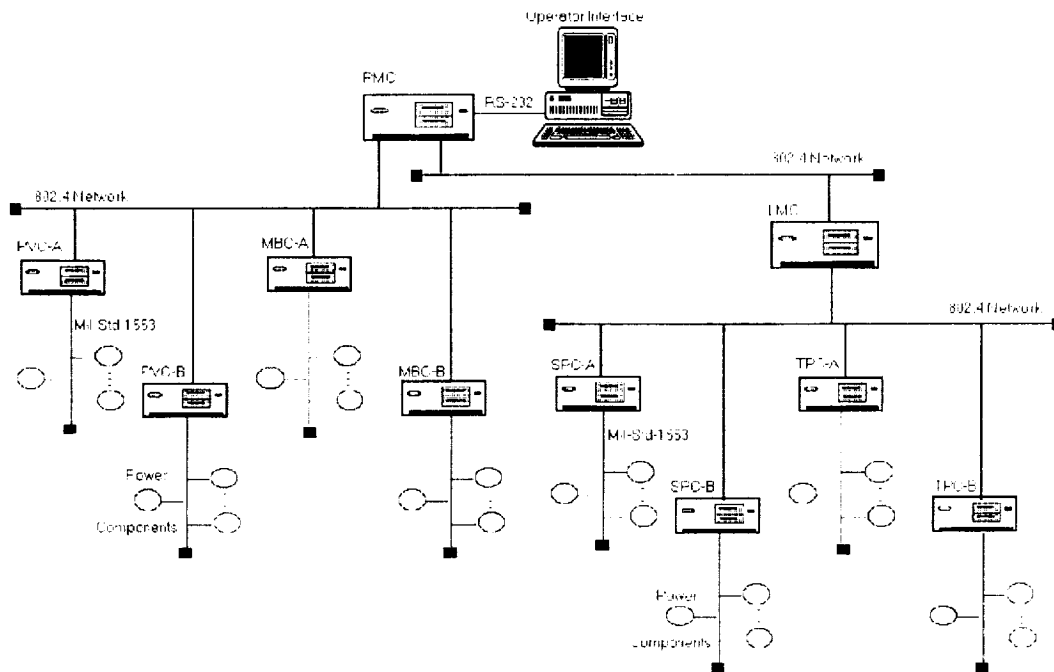 Operator Interface
PMC
RS-232
802.4 Network
802.4 Network
LMC
PVC-A
MBC-A
802.4 Network
Mil-Std-1553
PVC-B
MBC-B
SPC-A
TPC-A
Mil-Std-1553
Power
SPC-B
TPC-B
Components
Power
Components